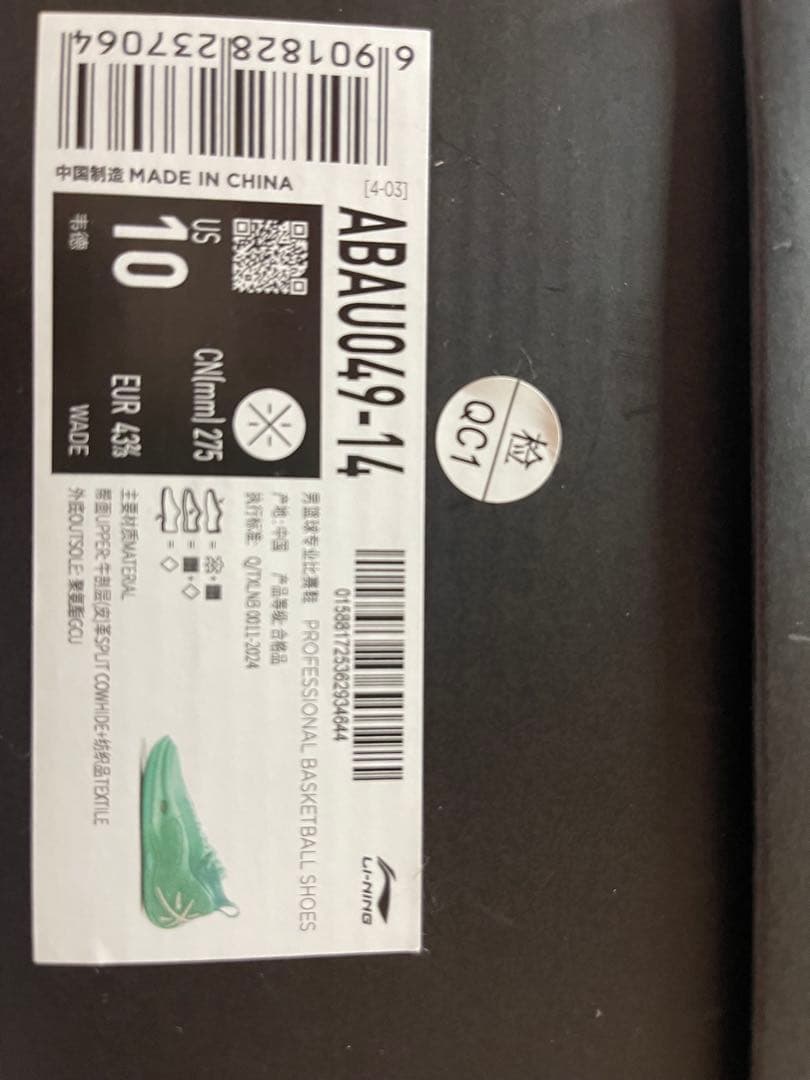 6 901828 237064
中国制造 MADE IN CHINA
[4-03]
ABAU049-14
US
10
CN(mm) 275
EUR 43⅔
韦德
WADE
01588172536293464​4
LI-NING
男篮球专业比赛鞋 PROFESSIONAL BASKETBALL SHOES
产地:中国 产品等级:合格品
执行标准: Q/TXLNB 0011-2024
主要材质MATERIAL
帮面UPPER:牛剖层(皮)革SPLIT COWHIDE+纺织品TEXTILE
外底OUTSOLE: 聚氨酯GCU
检
QC1